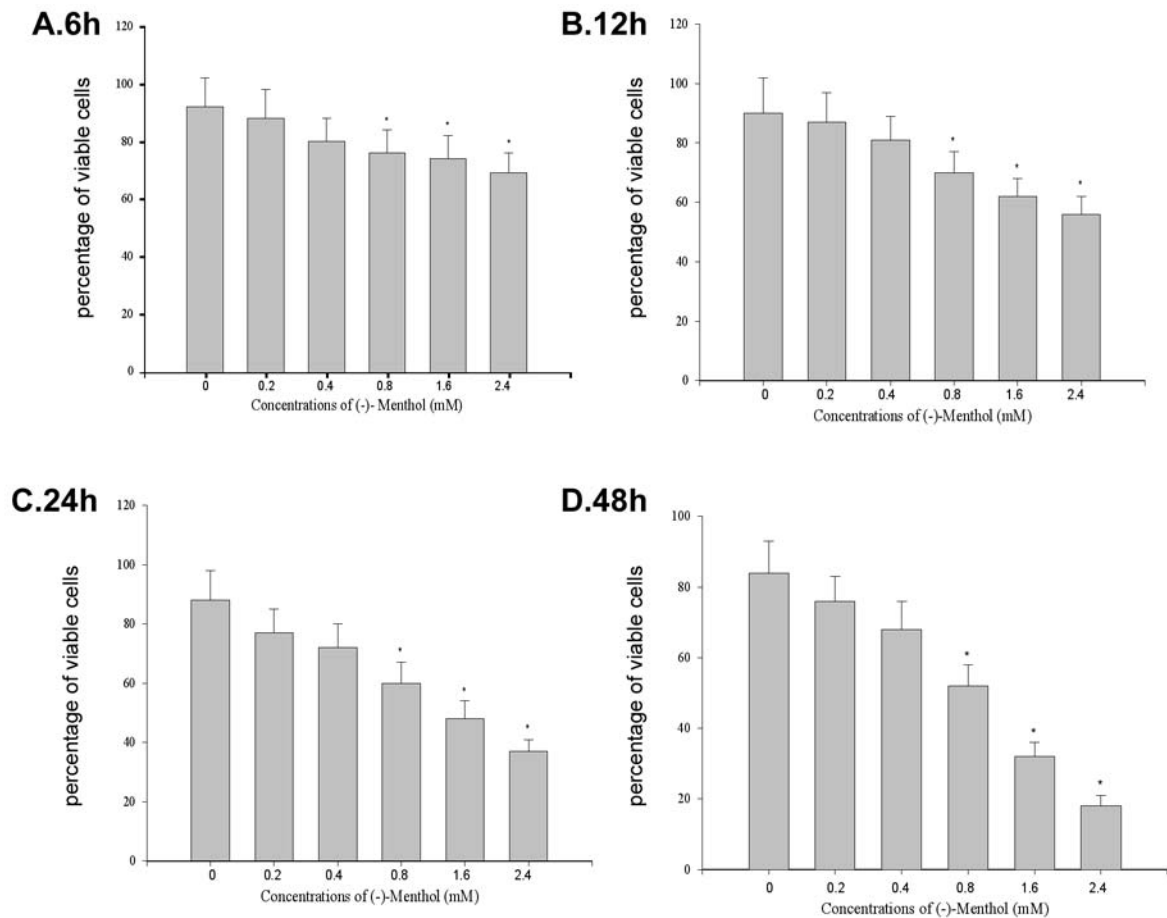 A.6h
120
100
80
60
40
20
0
percentage of viable cells
* * *
0 0.2 0.4 0.8 1.6 2.4
Concentrations of (-)- Menthol (mM)
B.12h
120
100
80
60
40
20
0
percentage of viable cells
* * *
0 0.2 0.4 0.8 1.6 2.4
Concentrations of (-)-Menthol (mM)
C.24h
120
100
80
60
40
20
0
percentage of viable cells
* * *
0 0.2 0.4 0.8 1.6 2.4
Concentrations of (-)-Menthol (mM)
D.48h
100
80
60
40
20
0
percentage of viable cells
* * *
0 0.2 0.4 0.8 1.6 2.4
Concentrations of (-)-Menthol (mM)